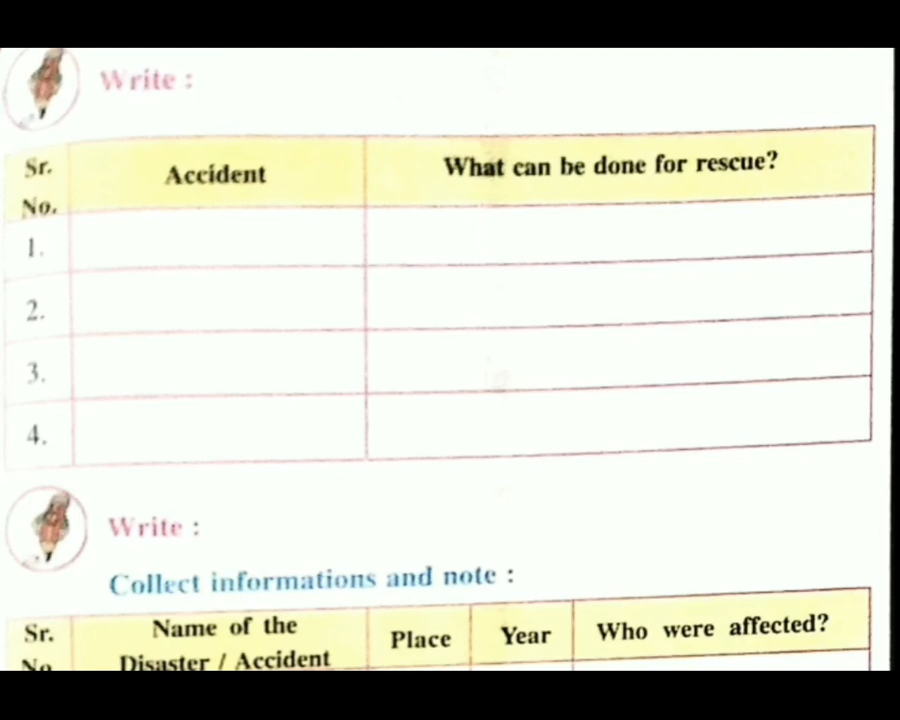 Write :
Sr. No.
Accident
What can be done for rescue?
1.
2.
3.
4.
Write :
Collect informations and note :
Sr. No
Name of the Disaster / Accident
Place
Year
Who were affected?